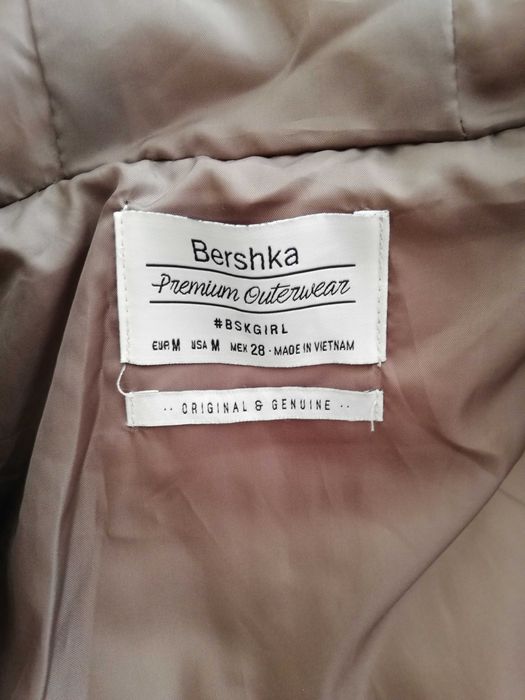 Bershka
Premium Outerwear
#BSKGIRL
EUR M USA M MEX 28 · MADE IN VIETNAM
·· ORIGINAL & GENUINE ··